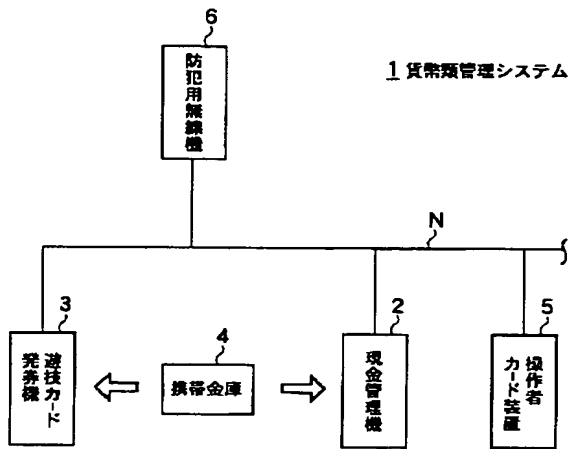 6
防犯用無線機
1 貨幣類管理システム
N
3
遊技カード
発券機
4
携帯金庫
2
現金管理機
5
操作者
カード装置